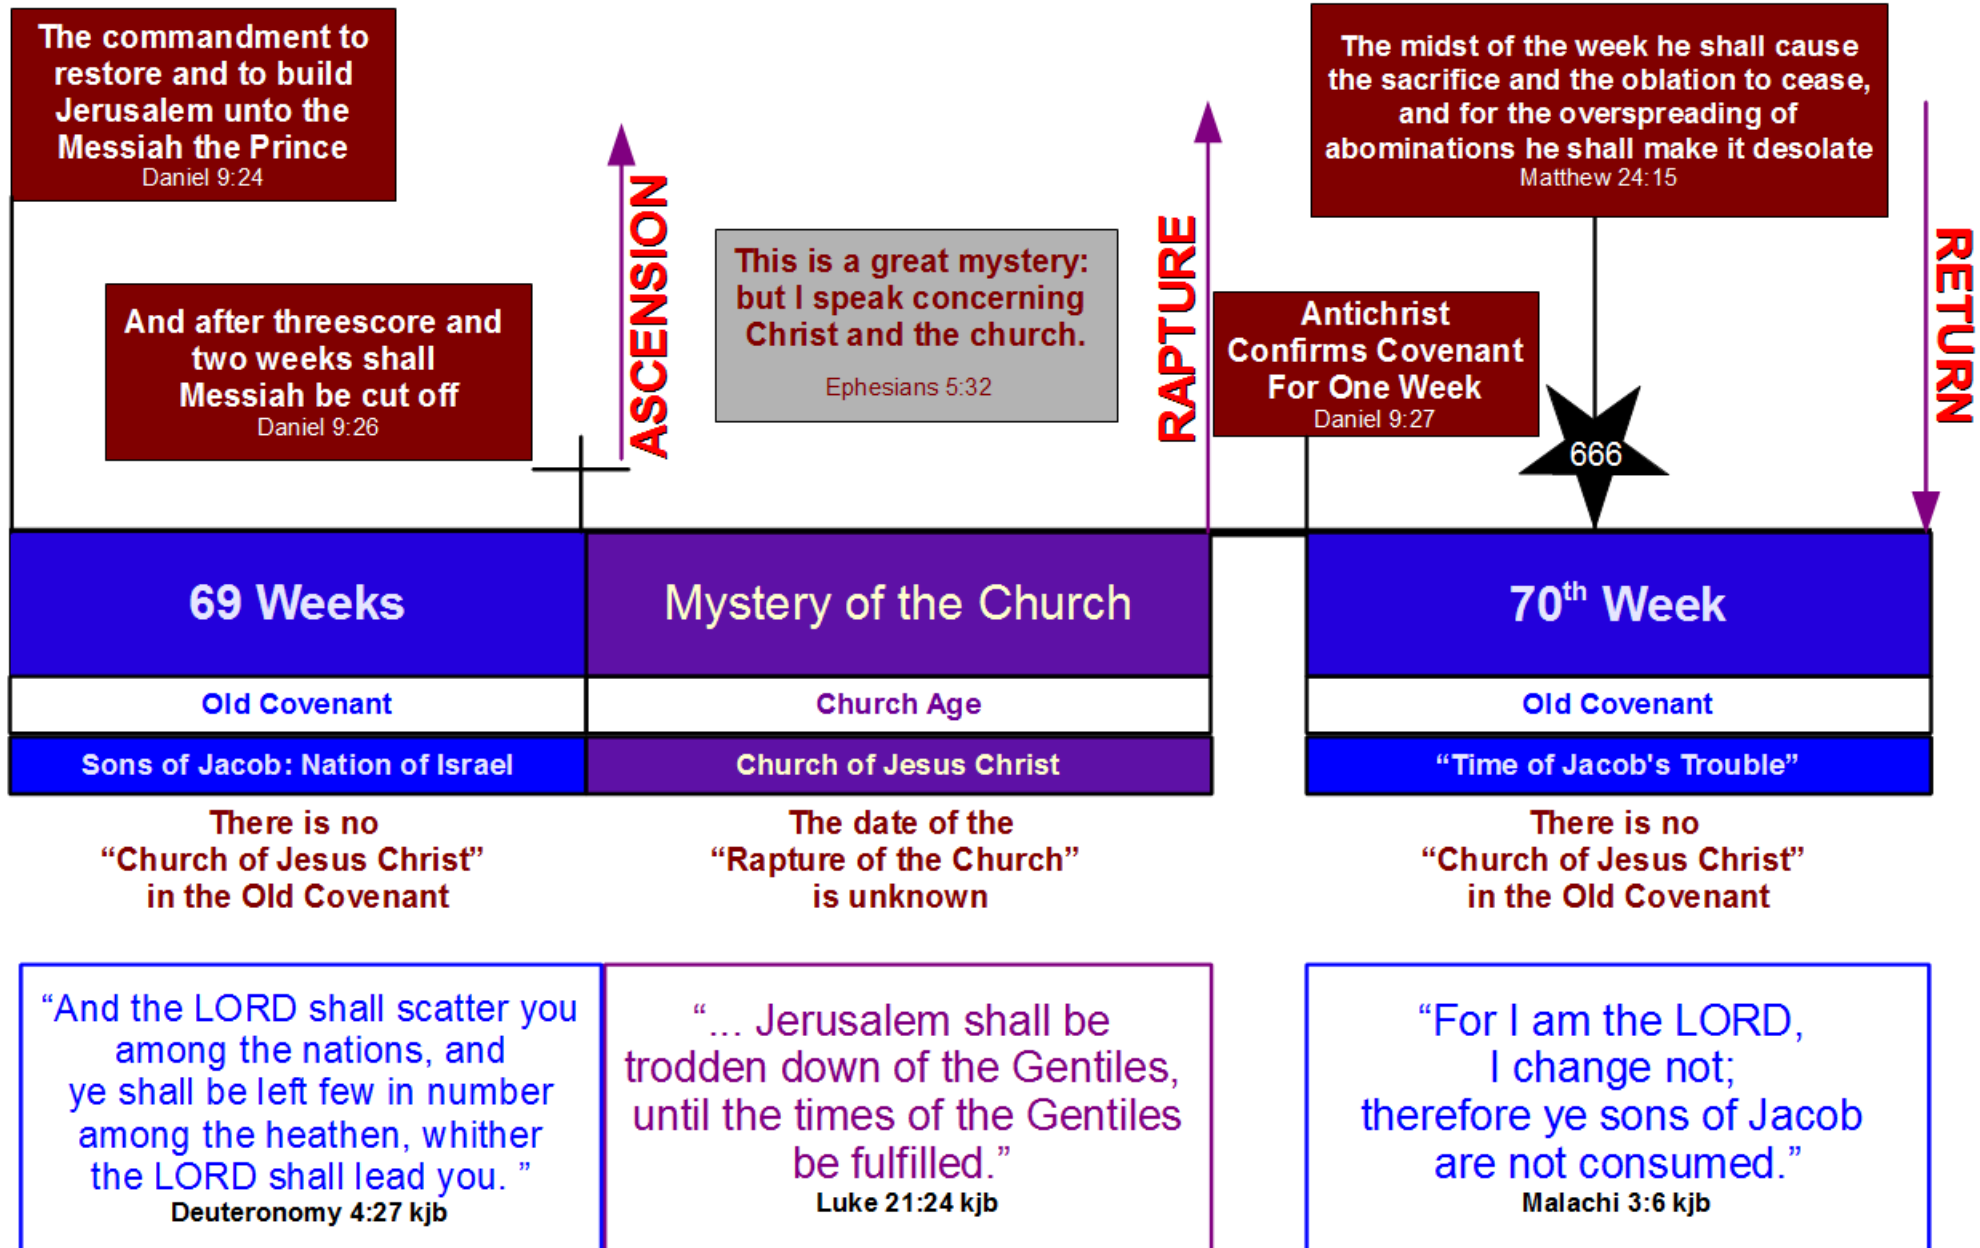 The commandment to
restore and to build
Jerusalem unto the
Messiah the Prince
Daniel 9:24
And after threescore and
two weeks shall
Messiah be cut off
Daniel 9:26
ASCENSION
This is a great mystery:
but I speak concerning
Christ and the church.
Ephesians 5:32
RAPTURE
Antichrist
Confirms Covenant
For One Week
Daniel 9:27
The midst of the week he shall cause
the sacrifice and the oblation to cease,
and for the overspreading of
abominations he shall make it desolate
Matthew 24:15
666
RETURN
69 Weeks
Mystery of the Church
70th Week
Old Covenant
Church Age
Old Covenant
Sons of Jacob: Nation of Israel
Church of Jesus Christ
“Time of Jacob's Trouble”
There is no
“Church of Jesus Christ”
in the Old Covenant
The date of the
“Rapture of the Church”
is unknown
There is no
“Church of Jesus Christ”
in the Old Covenant
“And the LORD shall scatter you
among the nations, and
ye shall be left few in number
among the heathen, whither
the LORD shall lead you. ”
Deuteronomy 4:27 kjb
“... Jerusalem shall be
trodden down of the Gentiles,
until the times of the Gentiles
be fulfilled.”
Luke 21:24 kjb
“For I am the LORD,
I change not;
therefore ye sons of Jacob
are not consumed.”
Malachi 3:6 kjb